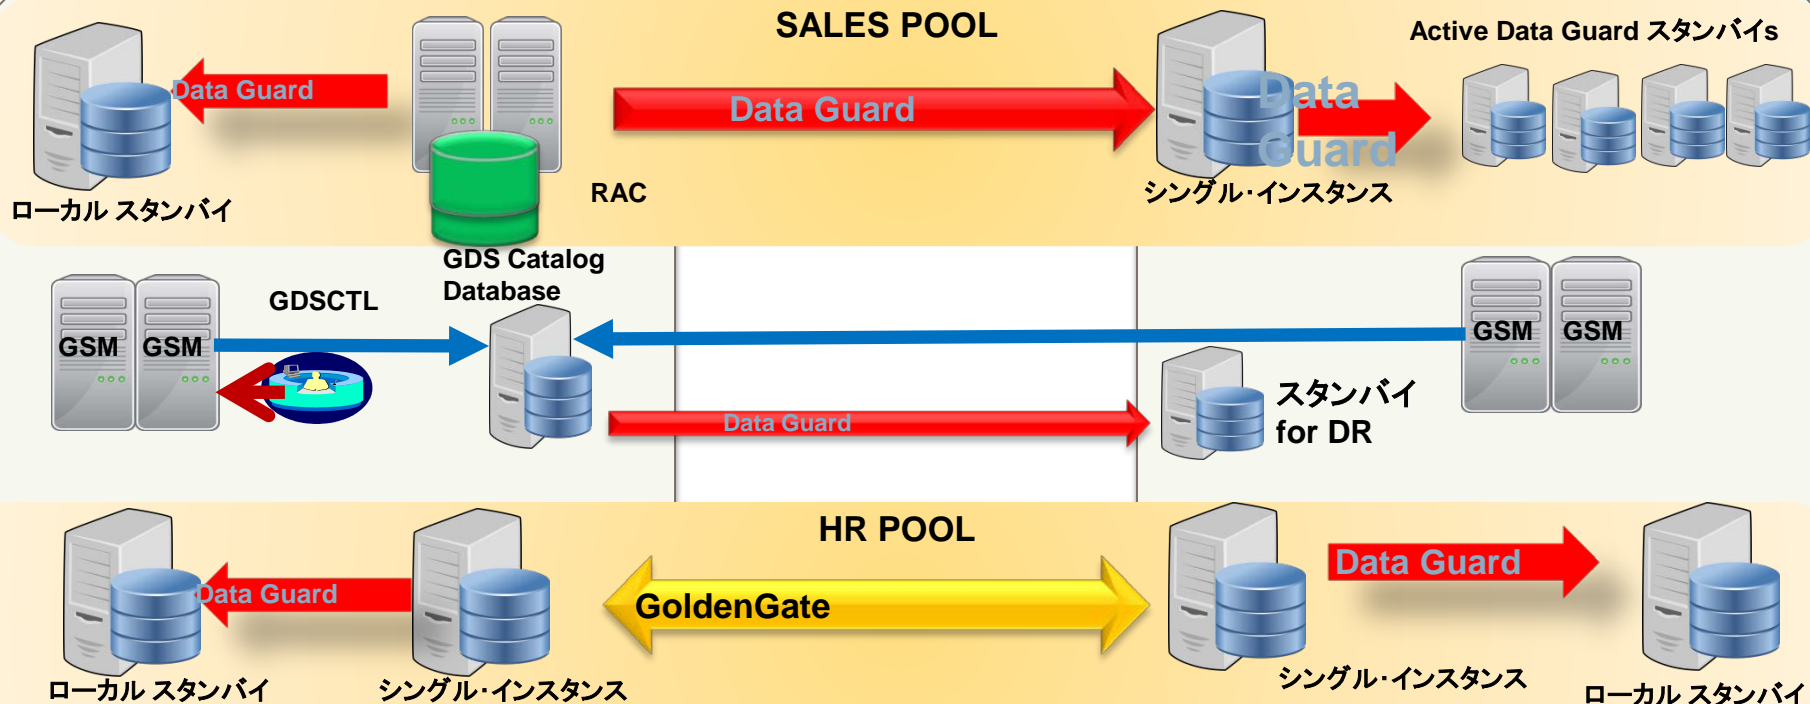 SALES POOL
Active Data Guard スタンバイs
Data Guard
Data Guard
Data
Guard
ローカル スタンバイ
RAC
シングル・インスタンス
GDS Catalog
Database
GDSCTL
GSM
GSM
GSM
GSM
スタンバイ
for DR
Data Guard
HR POOL
Data Guard
GoldenGate
Data Guard
ローカル スタンバイ
シングル・インスタンス
シングル・インスタンス
ローカル スタンバイ